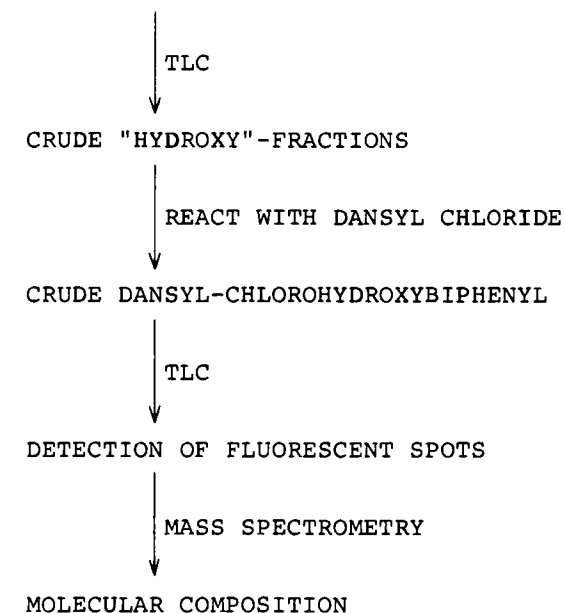 TLC
CRUDE "HYDROXY"-FRACTIONS
REACT WITH DANSYL CHLORIDE
CRUDE DANSYL-CHLOROHYDROXYBIPHENYL
TLC
DETECTION OF FLUORESCENT SPOTS
MASS SPECTROMETRY
MOLECULAR COMPOSITION